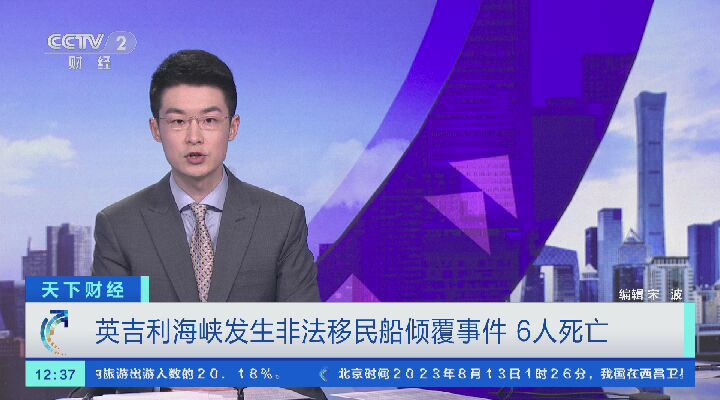 CCTV 2
财 经
编辑 宋 波
天下财经
英吉利海峡发生非法移民船倾覆事件 6人死亡
12:37 旅游出游人数的20.18%。 北京时间2023年8月13日1时26分，我国在西昌卫